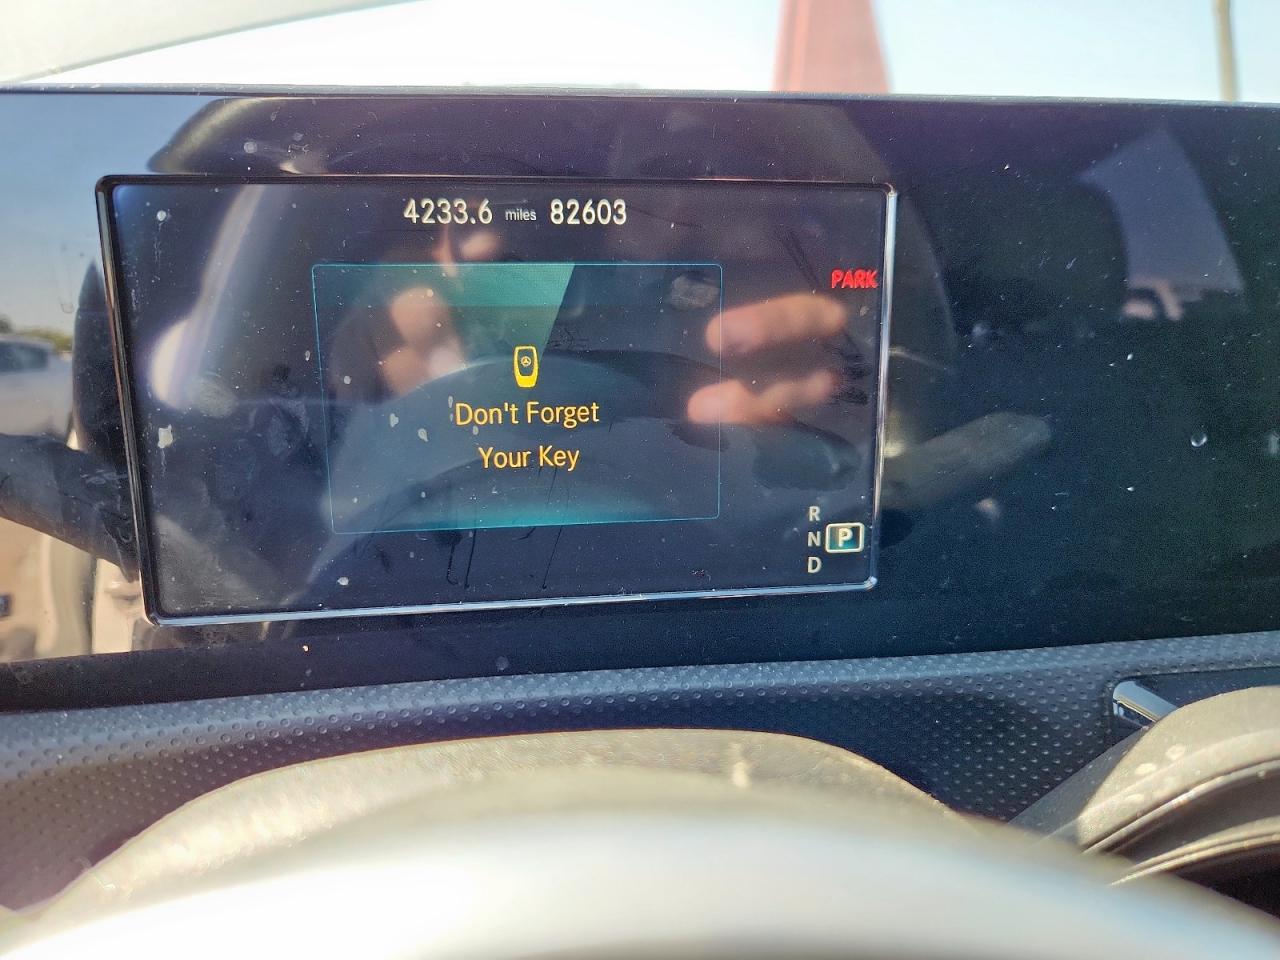 4233.6 miles 82603
PARK
Don't Forget
Your Key
R
N P
D